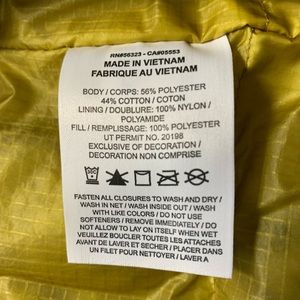 RN#56323 - CA#05553
MADE IN VIETNAM
FABRIQUE AU VIETNAM
BODY / CORPS: 56% POLYESTER
44% COTTON / COTON
LINING / DOUBLURE: 100% NYLON /
POLYAMIDE
FILL / REMPLISSAGE: 100% POLYESTER
UT PERMIT NO. 20198
EXCLUSIVE OF DECORATION /
DECORATION NON COMPRISE
FASTEN ALL CLOSURES TO WASH AND DRY /
WASH IN NET / WASH INSIDE OUT / WASH
WITH LIKE COLORS / DO NOT USE
SOFTENERS / REMOVE IMMEDIATELY / DO
NOT ALLOW TO LAY ON ITSELF WHEN WET
VEUILLEZ BOUCLER TOUTES LES ATTACHES
AVANT DE LAVER ET SÉCHER / PLACER DANS
UN FILET POUR NETTOYER / LAVER A